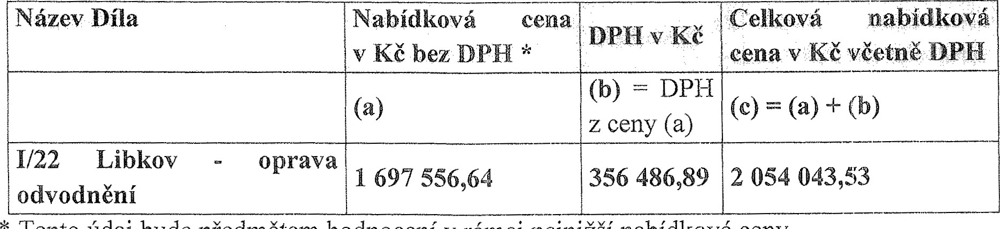 Název Díla
Nabídková cena
v Kč bez DPH *
DPH v Kč
Celková nabídková
cena v Kč včetně DPH
(a)
(b) = DPH
z ceny (a)
(c) = (a) + (b)
I/22 Libkov - oprava
odvodnění
1 697 556,64
356 486,89
2 054 043,53
* Tento údaj bude předmětem hodnocení v rámci nejnižší nabídkové ceny